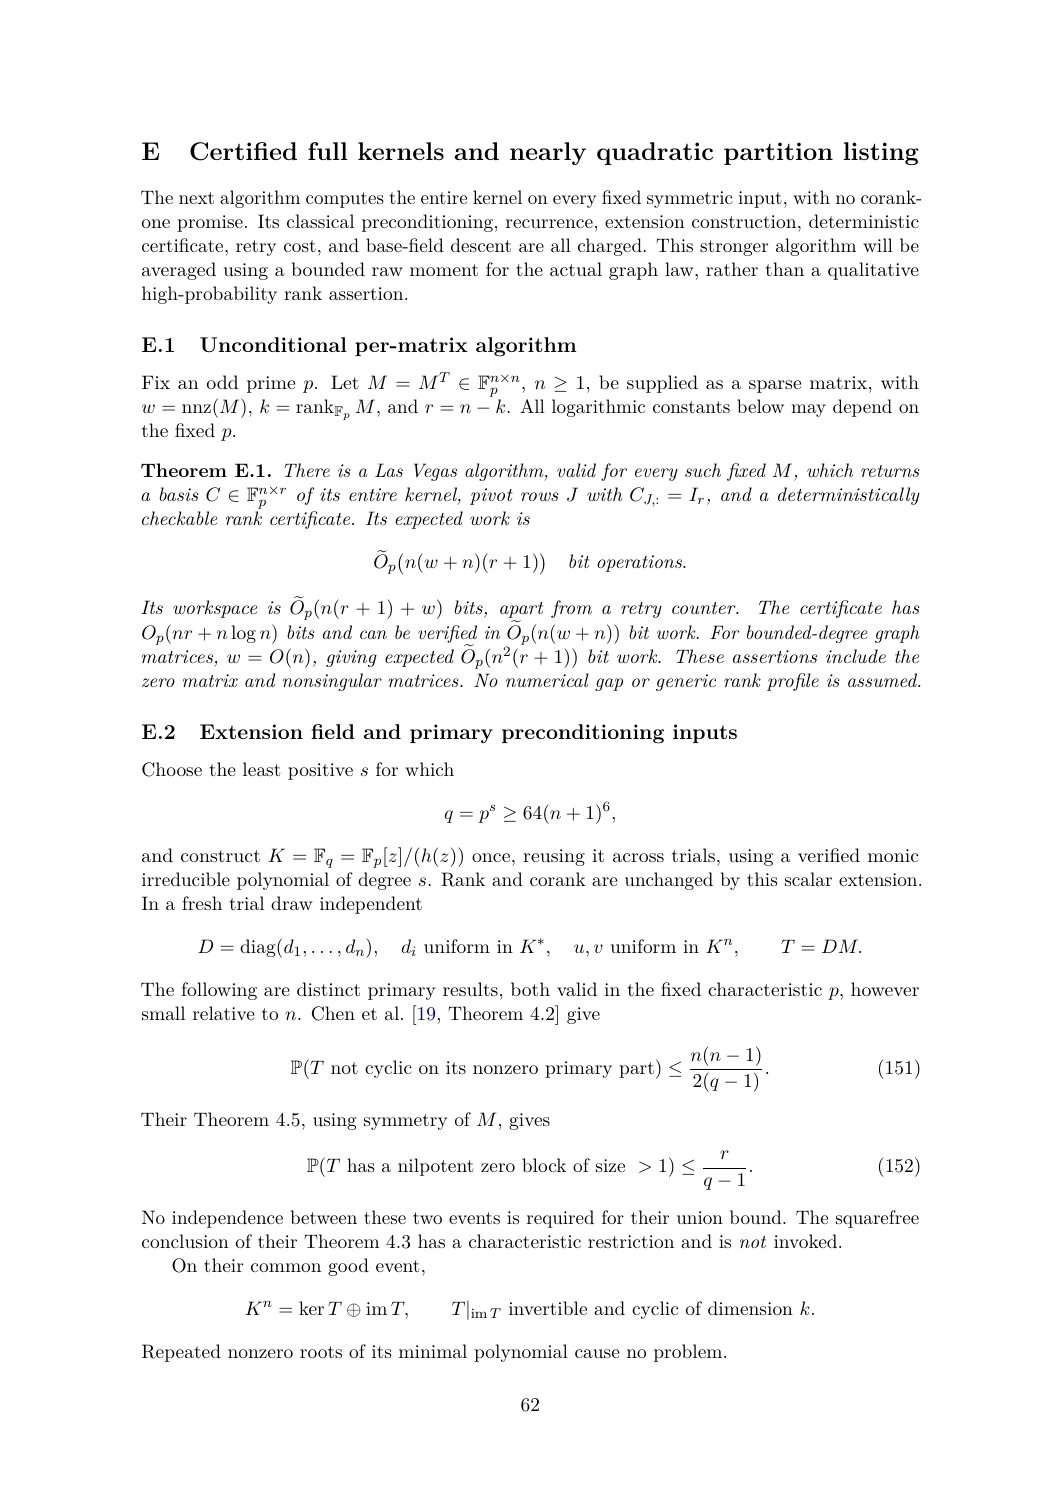 E Certified full kernels and nearly quadratic partition listing
The next algorithm computes the entire kernel on every fixed symmetric input, with no corank-
one promise. Its classical preconditioning, recurrence, extension construction, deterministic
certificate, retry cost, and base-field descent are all charged. This stronger algorithm will be
averaged using a bounded raw moment for the actual graph law, rather than a qualitative
high-probability rank assertion.
E.1 Unconditional per-matrix algorithm
Fix an odd prime p. Let M = M^T ∈ 𝔽_p^{n×n}, n ≥ 1, be supplied as a sparse matrix, with
w = nnz(M), k = rank_{𝔽_p} M, and r = n − k. All logarithmic constants below may depend on
the fixed p.
Theorem E.1. There is a Las Vegas algorithm, valid for every such fixed M, which returns
a basis C ∈ 𝔽_p^{n×r} of its entire kernel, pivot rows J with C_{J,:} = I_r, and a deterministically
checkable rank certificate. Its expected work is
Õ_p(n(w + n)(r + 1)) bit operations.
Its workspace is Õ_p(n(r + 1) + w) bits, apart from a retry counter. The certificate has
O_p(nr + n log n) bits and can be verified in Õ_p(n(w + n)) bit work. For bounded-degree graph
matrices, w = O(n), giving expected Õ_p(n²(r + 1)) bit work. These assertions include the
zero matrix and nonsingular matrices. No numerical gap or generic rank profile is assumed.
E.2 Extension field and primary preconditioning inputs
Choose the least positive s for which
q = p^s ≥ 64(n + 1)^6,
and construct K = 𝔽_q = 𝔽_p[z]/(h(z)) once, reusing it across trials, using a verified monic
irreducible polynomial of degree s. Rank and corank are unchanged by this scalar extension.
In a fresh trial draw independent
D = diag(d_1, . . . , d_n), d_i uniform in K^*, u, v uniform in K^n, T = DM.
The following are distinct primary results, both valid in the fixed characteristic p, however
small relative to n. Chen et al. [19, Theorem 4.2] give
ℙ(T not cyclic on its nonzero primary part) ≤ n(n − 1)/2(q − 1). (151)
Their Theorem 4.5, using symmetry of M, gives
ℙ(T has a nilpotent zero block of size > 1) ≤ r/q − 1. (152)
No independence between these two events is required for their union bound. The squarefree
conclusion of their Theorem 4.3 has a characteristic restriction and is not invoked.
On their common good event,
K^n = ker T ⊕ im T, T|_{im T} invertible and cyclic of dimension k.
Repeated nonzero roots of its minimal polynomial cause no problem.
62